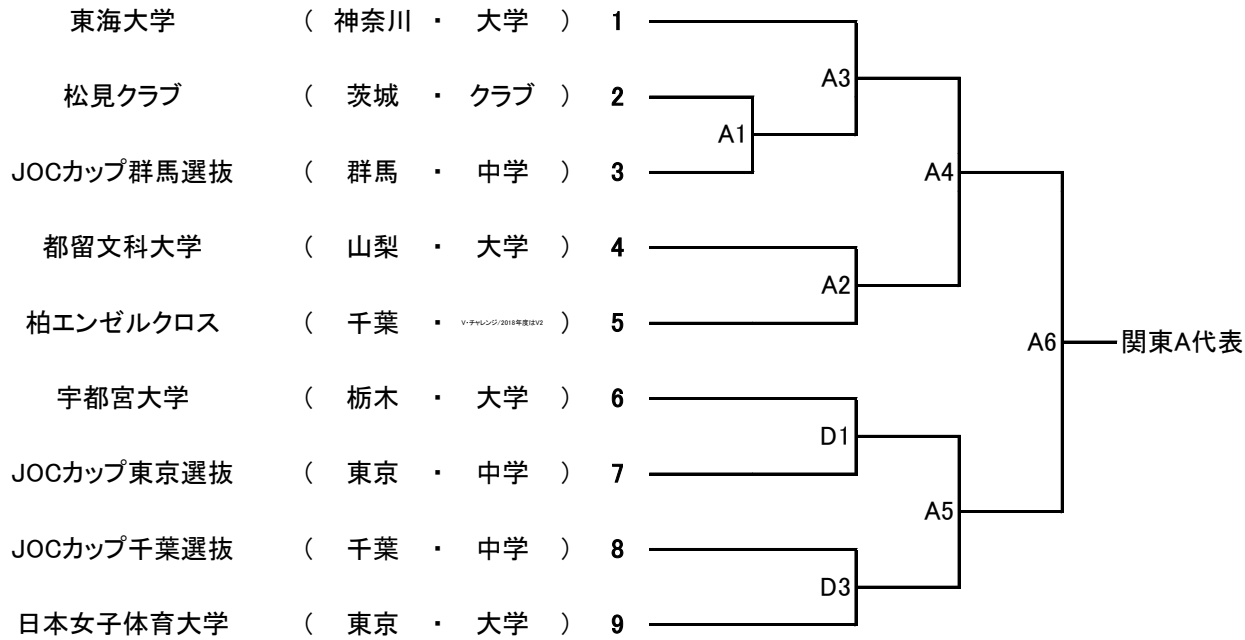 東海大学 （ 神奈川 ・ 大学 ） 1
A3
松見クラブ （ 茨城 ・ クラブ ） 2
A1
JOCカップ群馬選抜 （ 群馬 ・ 中学 ） 3
A4
都留文科大学 （ 山梨 ・ 大学 ） 4
A2
柏エンゼルクロス （ 千葉 ・ V・チャレンジ/2018年度はV2 ） 5
A6 関東A代表
宇都宮大学 （ 栃木 ・ 大学 ） 6
D1
JOCカップ東京選抜 （ 東京 ・ 中学 ） 7
A5
JOCカップ千葉選抜 （ 千葉 ・ 中学 ） 8
D3
日本女子体育大学 （ 東京 ・ 大学 ） 9